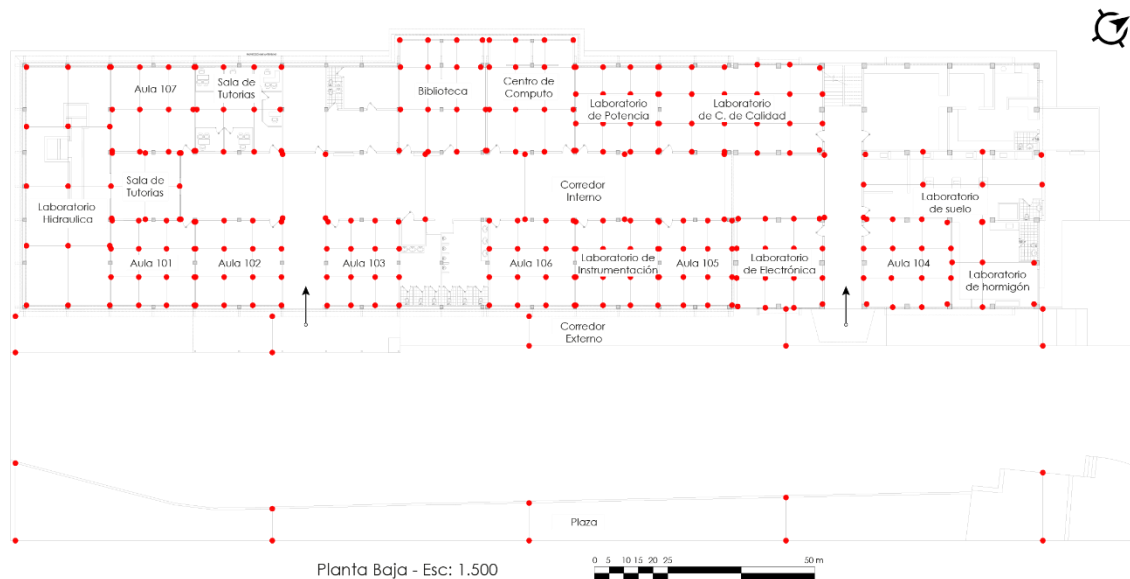 Aula 107
Sala de
Tutorias
Biblioteca
Centro de
Computo
Laboratorio
de Potencia
Laboratorio
de C. de Calidad
Laboratorio
Hidraulica
Sala de
Tutorias
Corredor
Interno
Laboratorio
de suelo
Aula 101
Aula 102
Aula 103
Aula 106
Laboratorio de
Instrumentación
Aula 105
Laboratorio
de Electrónica
Aula 104
Laboratorio
de hormigón
Corredor
Externo
Plaza
Planta Baja - Esc: 1.500
0 5 10 15 20 25 50 m